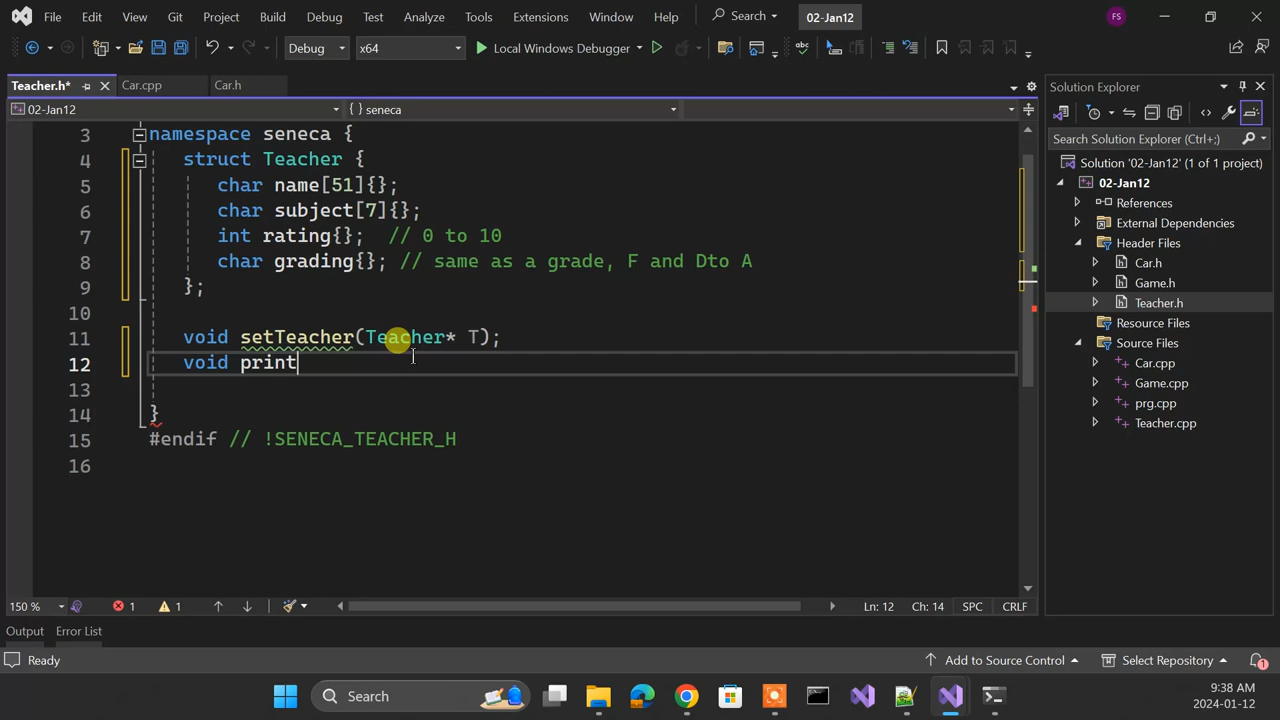 File Edit View Git Project Build Debug Test Analyze Tools Extensions Window Help Search 02-Jan12 FS
Debug x64 Local Windows Debugger
Teacher.h* Car.cpp Car.h
02-Jan12 {} seneca
3 namespace seneca {
4 struct Teacher {
5 char name[51]{};
6 char subject[7]{};
7 int rating{}; // 0 to 10
8 char grading{}; // same as a grade, F and Dto A
9 };
10
11 void setTeacher(Teacher* T);
12 void print
13
14 }
15 #endif // !SENECA_TEACHER_H
16
150 % 1 1 Ln: 12 Ch: 14 SPC CRLF
Solution Explorer
Search Solution Explorer (Ctrl+;)
Solution '02-Jan12' (1 of 1 project)
02-Jan12
References
External Dependencies
Header Files
Car.h
Game.h
Teacher.h
Resource Files
Source Files
Car.cpp
Game.cpp
prg.cpp
Teacher.cpp
Output Error List
Ready Add to Source Control Select Repository 1
Search
9:38 AM
2024-01-12